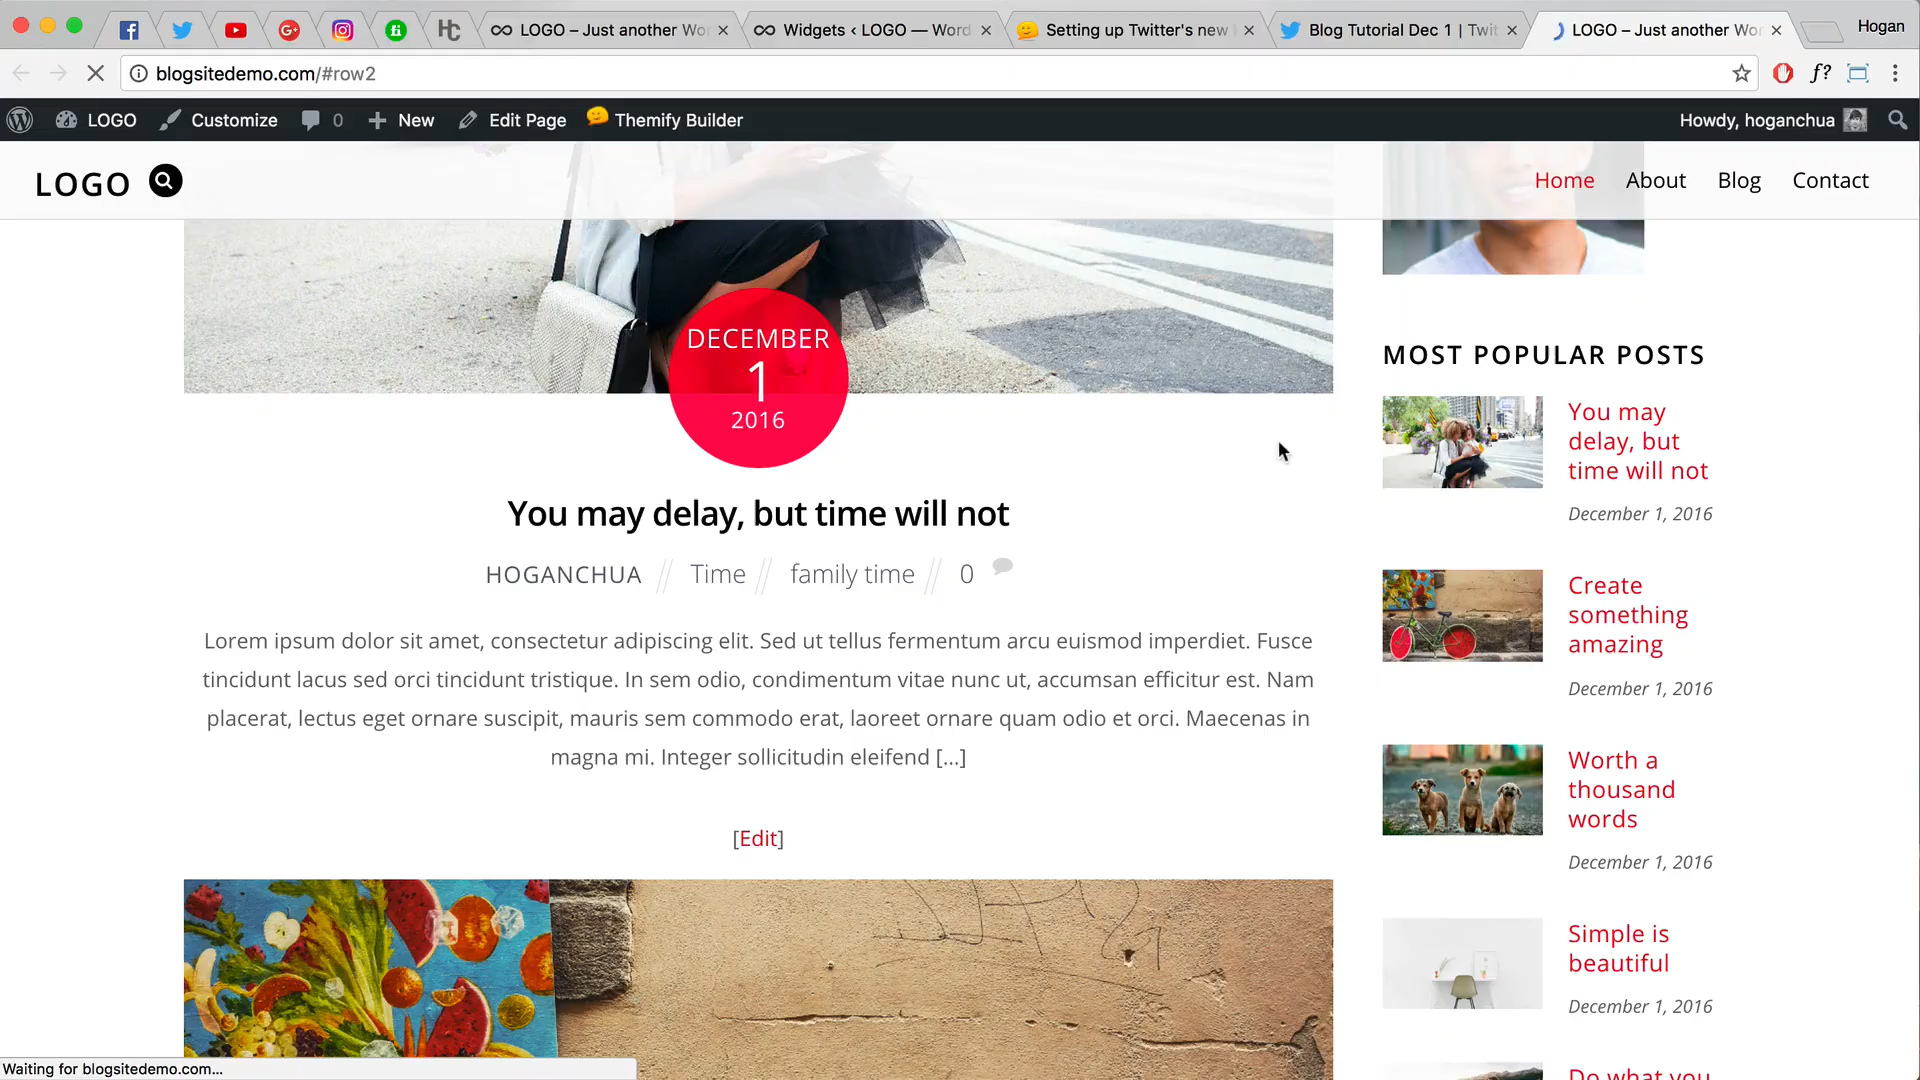 LOGO – Just another Wo
Widgets ‹ LOGO — Word
Setting up Twitter's new
Blog Tutorial Dec 1 | Twit
LOGO – Just another Wo
Hogan
blogsitedemo.com/#row2
f?
LOGO
Customize
0
New
Edit Page
Themify Builder
Howdy, hoganchua
LOGO
Home
About
Blog
Contact
DECEMBER
1
2016
You may delay, but time will not
HOGANCHUA // Time // family time // 0
Lorem ipsum dolor sit amet, consectetur adipiscing elit. Sed ut tellus fermentum arcu euismod imperdiet. Fusce
tincidunt lacus sed orci tincidunt tristique. In sem odio, condimentum vitae nunc ut, accumsan efficitur est. Nam
placerat, lectus eget ornare suscipit, mauris sem commodo erat, laoreet ornare quam odio et orci. Maecenas in
magna mi. Integer sollicitudin eleifend [...]
[Edit]
MOST POPULAR POSTS
You may
delay, but
time will not
December 1, 2016
Create
something
amazing
December 1, 2016
Worth a
thousand
words
December 1, 2016
Simple is
beautiful
December 1, 2016
Do what you
Waiting for blogsitedemo.com...